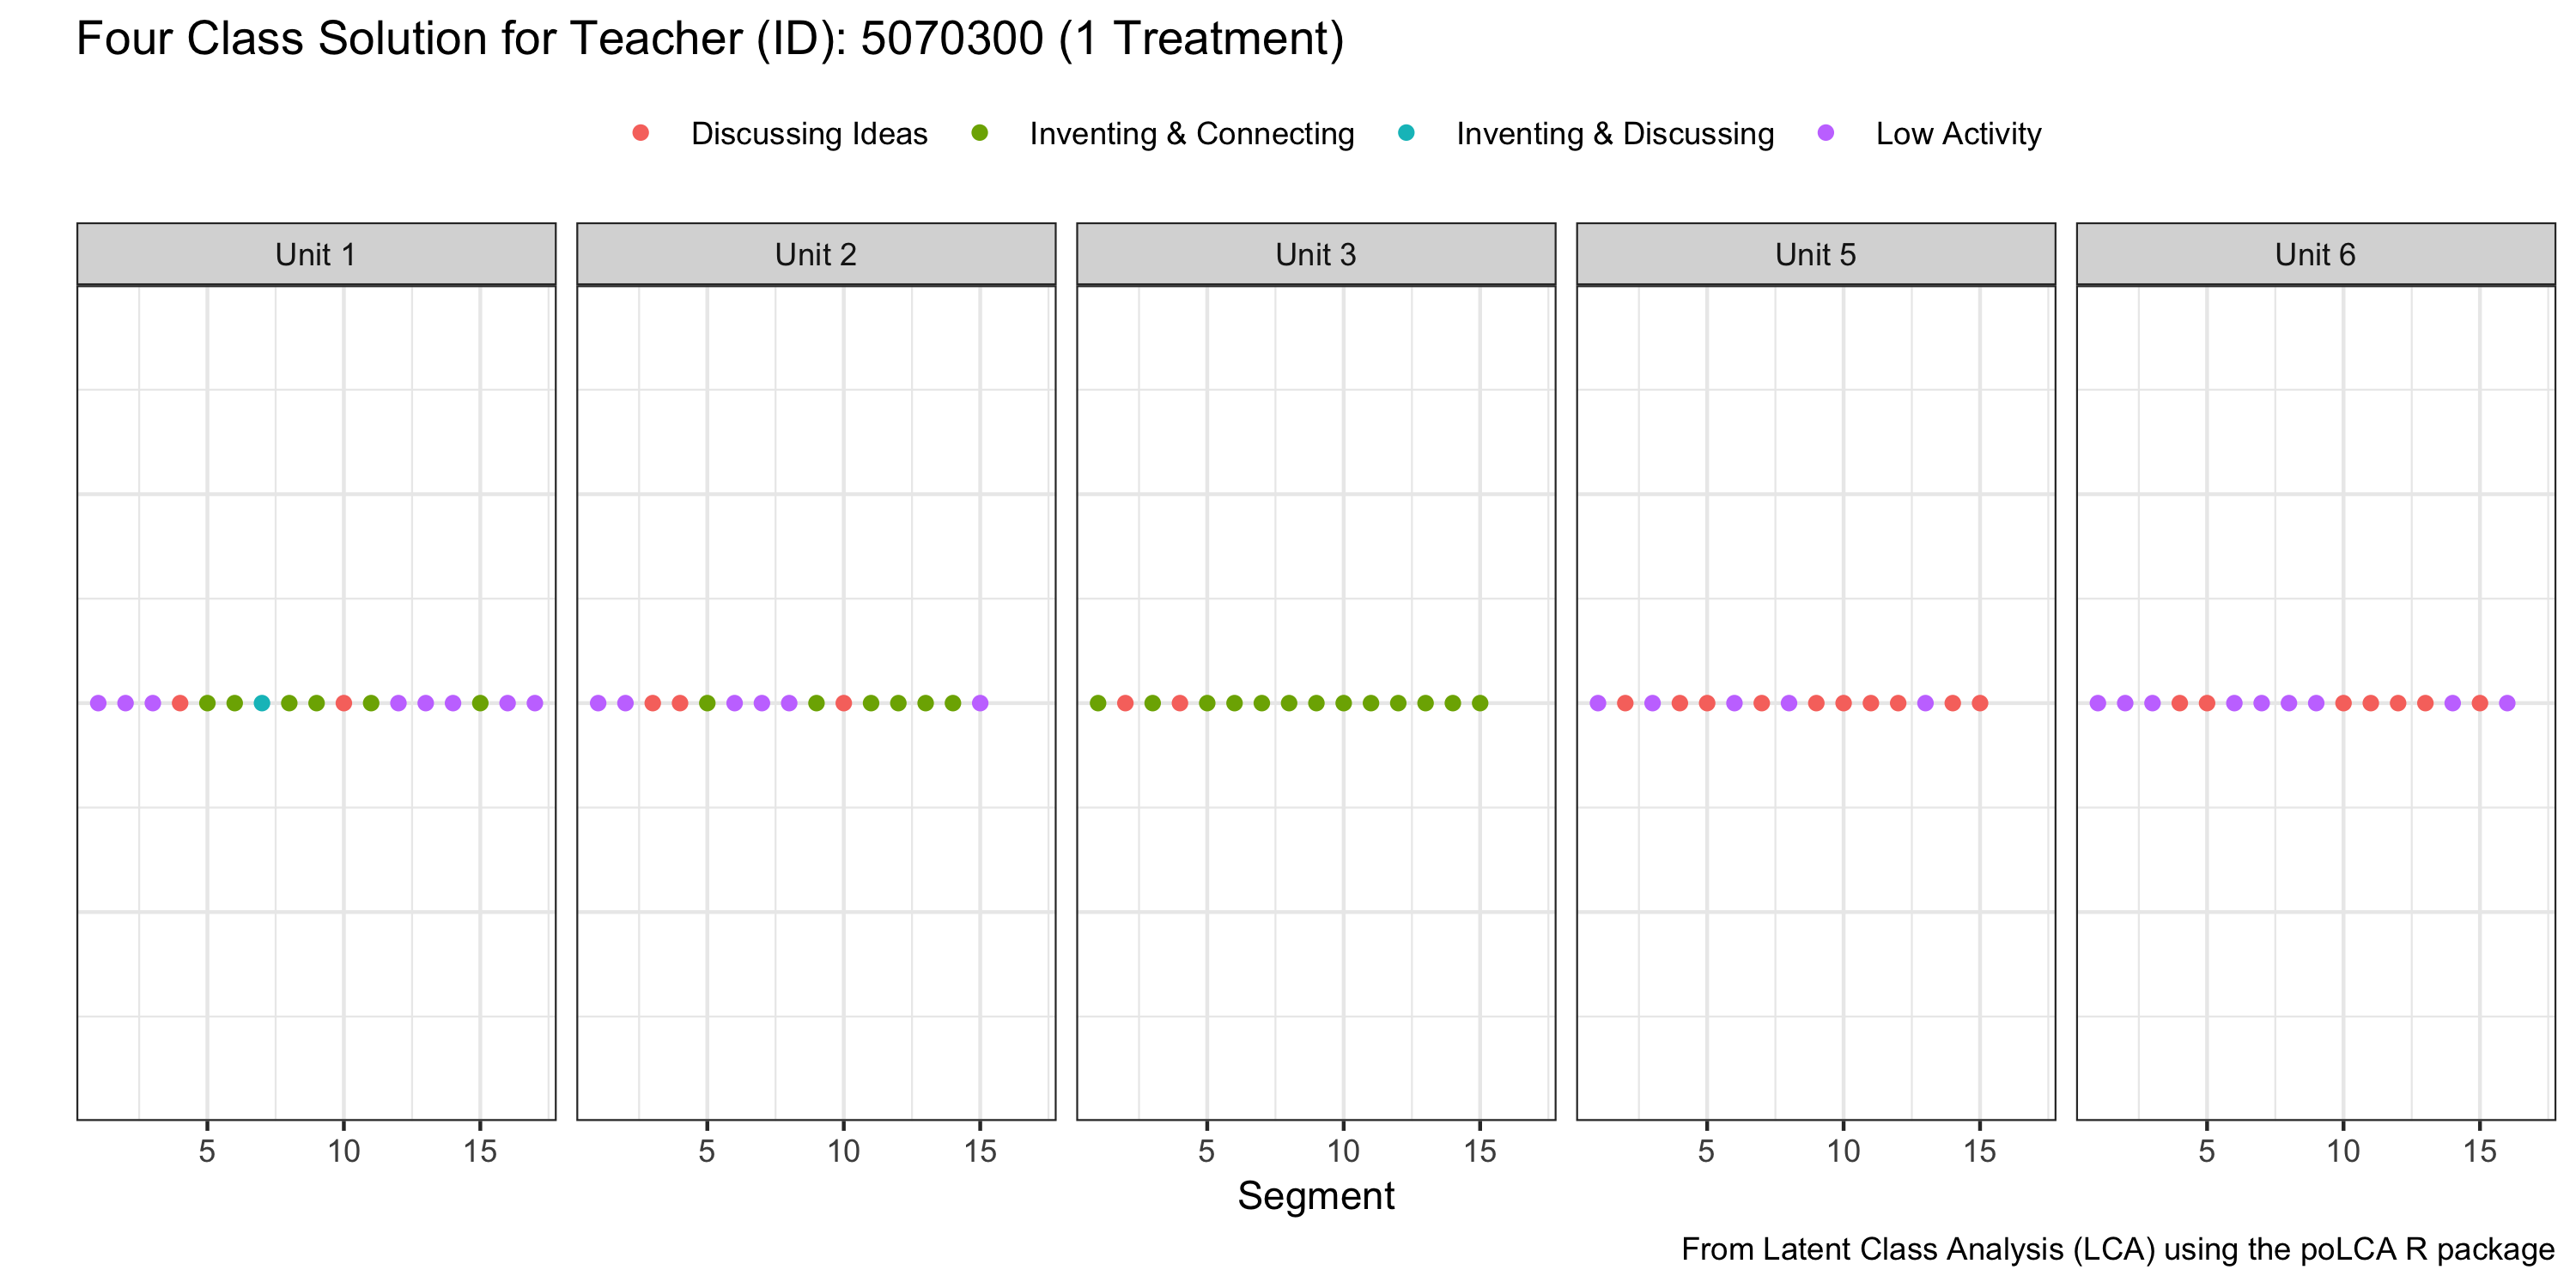 Four Class Solution for Teacher (ID): 5070300 (1 Treatment)
Discussing Ideas Inventing & Connecting Inventing & Discussing Low Activity
Unit 1 Unit 2 Unit 3 Unit 5 Unit 6
5 10 15 5 10 15 5 10 15 5 10 15 5 10 15
Segment
From Latent Class Analysis (LCA) using the poLCA R package